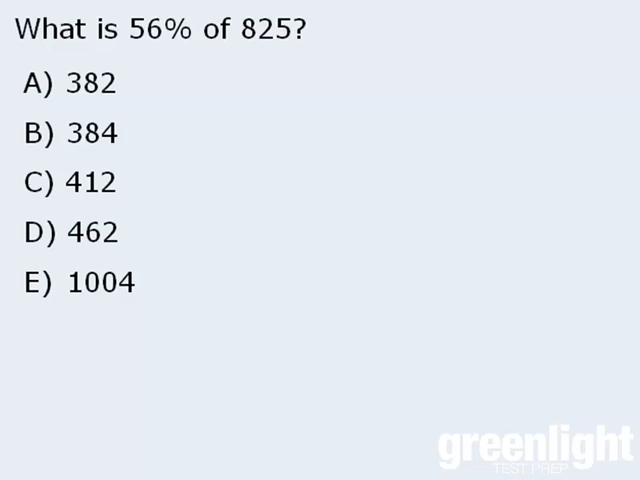 What is 56% of 825?
A) 382
B) 384
C) 412
D) 462
E) 1004
greenlight
TEST PREP